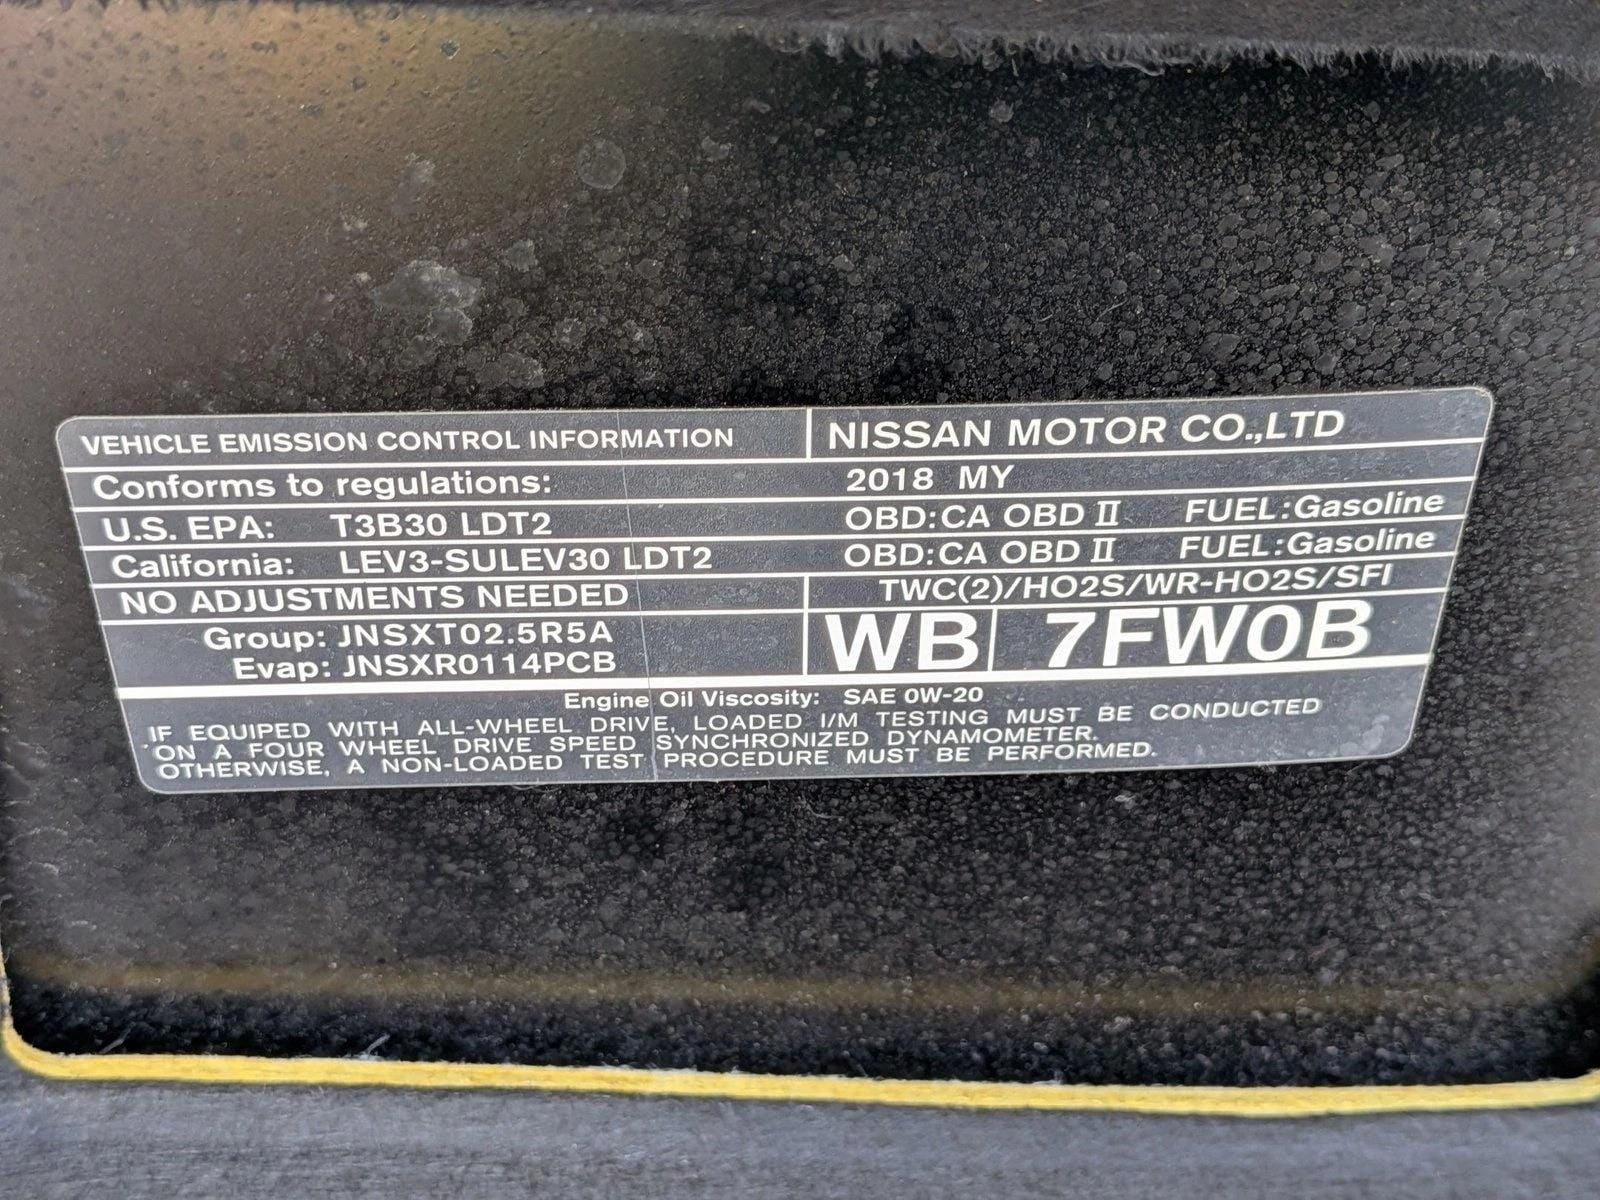 VEHICLE EMISSION CONTROL INFORMATION NISSAN MOTOR CO.,LTD
Conforms to regulations: 2018 MY
U.S. EPA: T3B30 LDT2 OBD:CA OBD II FUEL:Gasoline
California: LEV3-SULEV30 LDT2 OBD:CA OBD II FUEL:Gasoline
NO ADJUSTMENTS NEEDED TWC(2)/HO2S/WR-HO2S/SFI
Group: JNSXT02.5R5A
Evap: JNSXR0114PCB
WB 7FW0B
Engine Oil Viscosity: SAE 0W-20
IF EQUIPED WITH ALL-WHEEL DRIVE, LOADED I/M TESTING MUST BE CONDUCTED
ON A FOUR WHEEL DRIVE SPEED SYNCHRONIZED DYNAMOMETER.
OTHERWISE, A NON-LOADED TEST PROCEDURE MUST BE PERFORMED.